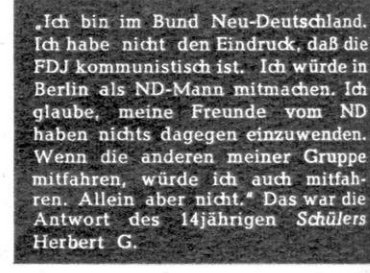 „Ich bin im Bund Neu-Deutschland.
Ich habe nicht den Eindruck, daß die
FDJ kommunistisch ist. Ich würde in
Berlin als ND-Mann mitmachen. Ich
glaube, meine Freunde vom ND
haben nichts dagegen einzuwenden.
Wenn die anderen meiner Gruppe
mitfahren, würde ich auch mitfah-
ren. Allein aber nicht.“ Das war die
Antwort des 14jährigen Schülers
Herbert G.